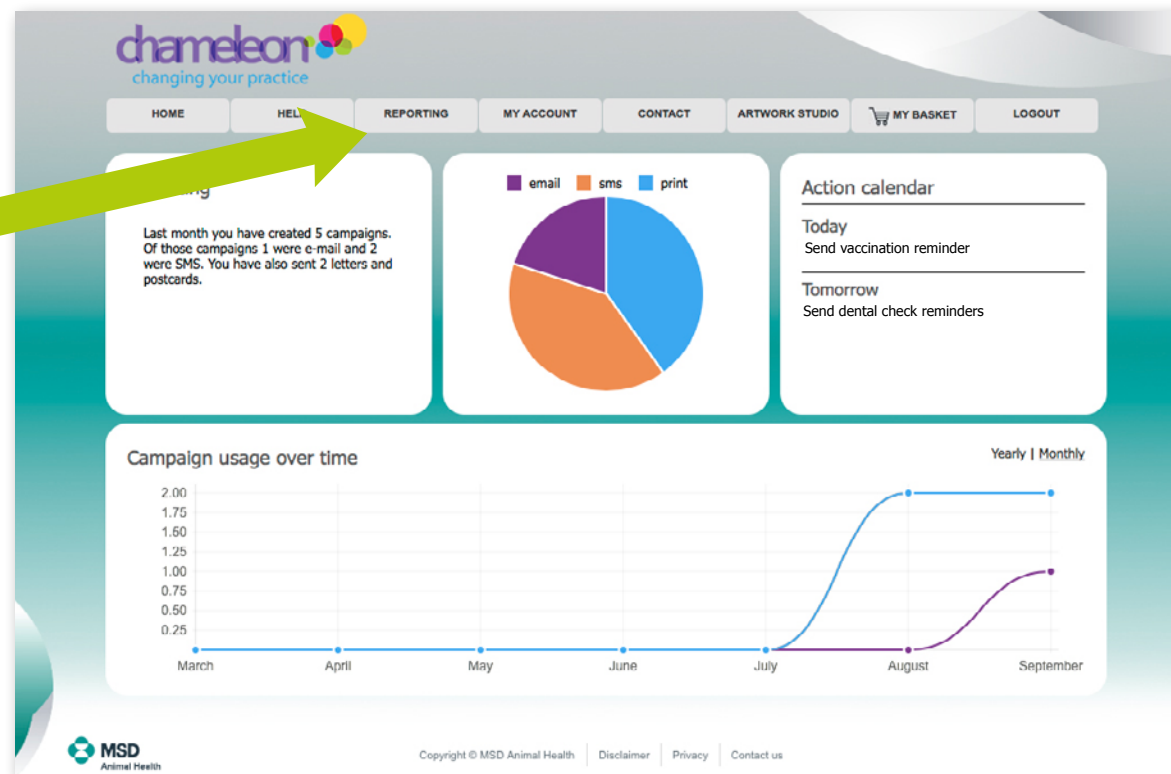 chameleon
changing your practice
HOME
REPORTING
MY ACCOUNT
CONTACT
ARTWORK STUDIO
MY BASKET
LOGOUT
Last month you have created 5 campaigns.
Of those campaigns 1 were e-mail and 2
were SMS. You have also sent 2 letters and
postcards.
email
sms
print
Action calendar
Today
Send vaccination reminder
Tomorrow
Send dental check reminders
Campaign usage over time
Yearly | Monthly
2.00
1.75
1.50
1.25
1.00
0.75
0.50
0.25
March
April
May
June
July
August
September
MSD
Animal Health
Copyright © MSD Animal Health
Disclaimer
Privacy
Contact us